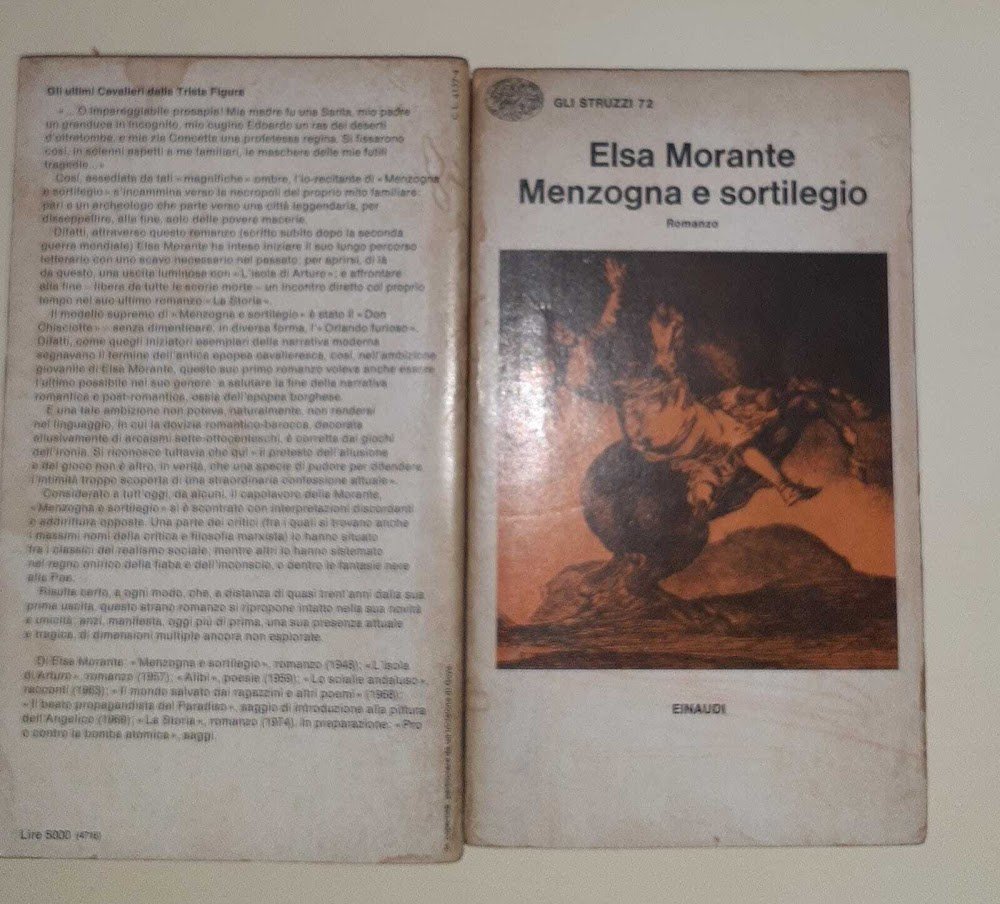 Gli ultimi Cavalieri dalla Trista Figura
«... O impareggiabile prosapia! Mia madre fu una Santa, mio padre
un granduca in incognito, mio cugino Edoardo un ras dei deserti
d'oltretomba, e mia zia Concetta una profetessa regina. Si fissarono
così, in solenni aspetti a me familiari, le maschere delle mie futili
tragedie...»
Così, assediata da tali «magnifiche» ombre, l'io-recitante di «Menzogna
e sortilegio» s'incammina verso la necropoli del proprio mito familiare:
pari a un archeologo che parte verso una città leggendaria, per
disseppellire, alla fine, solo delle povere macerie.
Difatti, attraverso questo romanzo (scritto subito dopo la seconda
guerra mondiale) Elsa Morante ha inteso iniziare il suo lungo percorso
letterario con uno scavo necessario nel passato: per aprirsi, di là
da questo, una uscita luminosa con «L'isola di Arturo»; e affrontare
alla fine – libera da tutte le scorie morte – un incontro diretto col proprio
tempo nel suo ultimo romanzo «La Storia».
Il modello supremo di «Menzogna e sortilegio» è stato il «Don
Chisciotte» – senza dimenticare, in diversa forma, l'«Orlando furioso».
Difatti, come quegli iniziatori esemplari della narrativa moderna
segnavano il termine dell'antica epopea cavalleresca, così, nell'ambizione
giovanile di Elsa Morante, questo suo primo romanzo voleva anche essere
l'ultimo possibile nel suo genere: a salutare la fine della narrativa
romantica e post-romantica, ossia dell'epopea borghese.
E una tale ambizione non poteva, naturalmente, non rendersi
nel linguaggio, in cui la dovizia romantico-barocca, decorata
allusivamente di arcaismi sette-ottocenteschi, è corretta dai giochi
dell'ironia. Si riconosce tuttavia che qui «il pretesto dell'allusione
e del gioco non è altro, in verità, che una specie di pudore per difendere
l'intimità troppo scoperta di una straordinaria confessione attuale».
Considerato a tutt'oggi, da alcuni, il capolavoro della Morante,
«Menzogna e sortilegio» si è scontrato con interpretazioni discordanti
e addirittura opposte. Una parte dei critici (fra i quali si trovano anche
i massimi nomi della critica e filosofia marxista) lo hanno situato
fra i classici del realismo sociale, mentre altri lo hanno sistemato
nel regno onirico della fiaba e dell'inconscio, o dentro le fantasie nere
alla Poe.
Risulta certo, a ogni modo, che, a distanza di quasi trent'anni dalla sua
prima uscita, questo strano romanzo si ripropone intatto nella sua novità
e unicità; anzi, manifesta, oggi più di prima, una sua presenza attuale
e tragica, di dimensioni multiple ancora non esplorate.
Di Elsa Morante: «Menzogna e sortilegio», romanzo (1948); «L'isola
di Arturo», romanzo (1957); «Alibi», poesie (1958); «Lo scialle andaluso»,
racconti (1963); «Il mondo salvato dai ragazzini e altri poemi» (1968);
«Il beato propagandista del Paradiso», saggio di introduzione alla pittura
dell'Angelico (1969); «La Storia», romanzo (1974). In preparazione: «Pro
o contro la bomba atomica», saggi.
Lire 5000 (4716)
GLI STRUZZI 72
Elsa Morante
Menzogna e sortilegio
Romanzo
EINAUDI